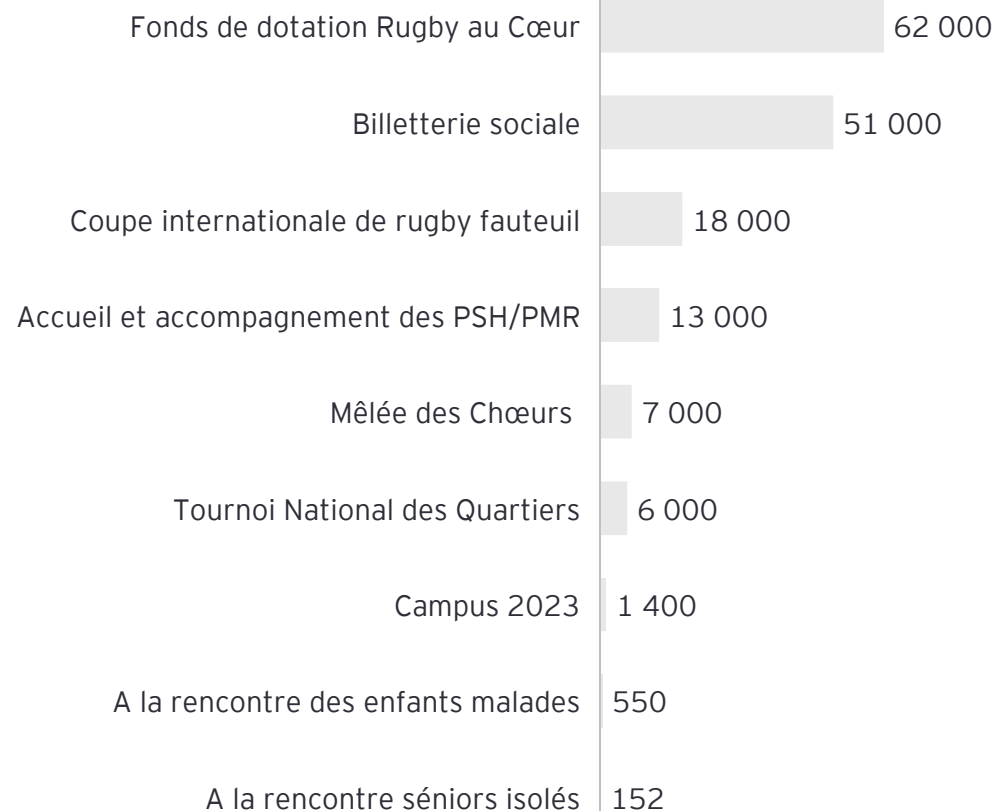 Fonds de dotation Rugby au Cœur 62 000
Billetterie sociale 51 000
Coupe internationale de rugby fauteuil 18 000
Accueil et accompagnement des PSH/PMR 13 000
Mêlée des Chœurs 7 000
Tournoi National des Quartiers 6 000
Campus 2023 1 400
A la rencontre des enfants malades 550
A la rencontre séniors isolés 152